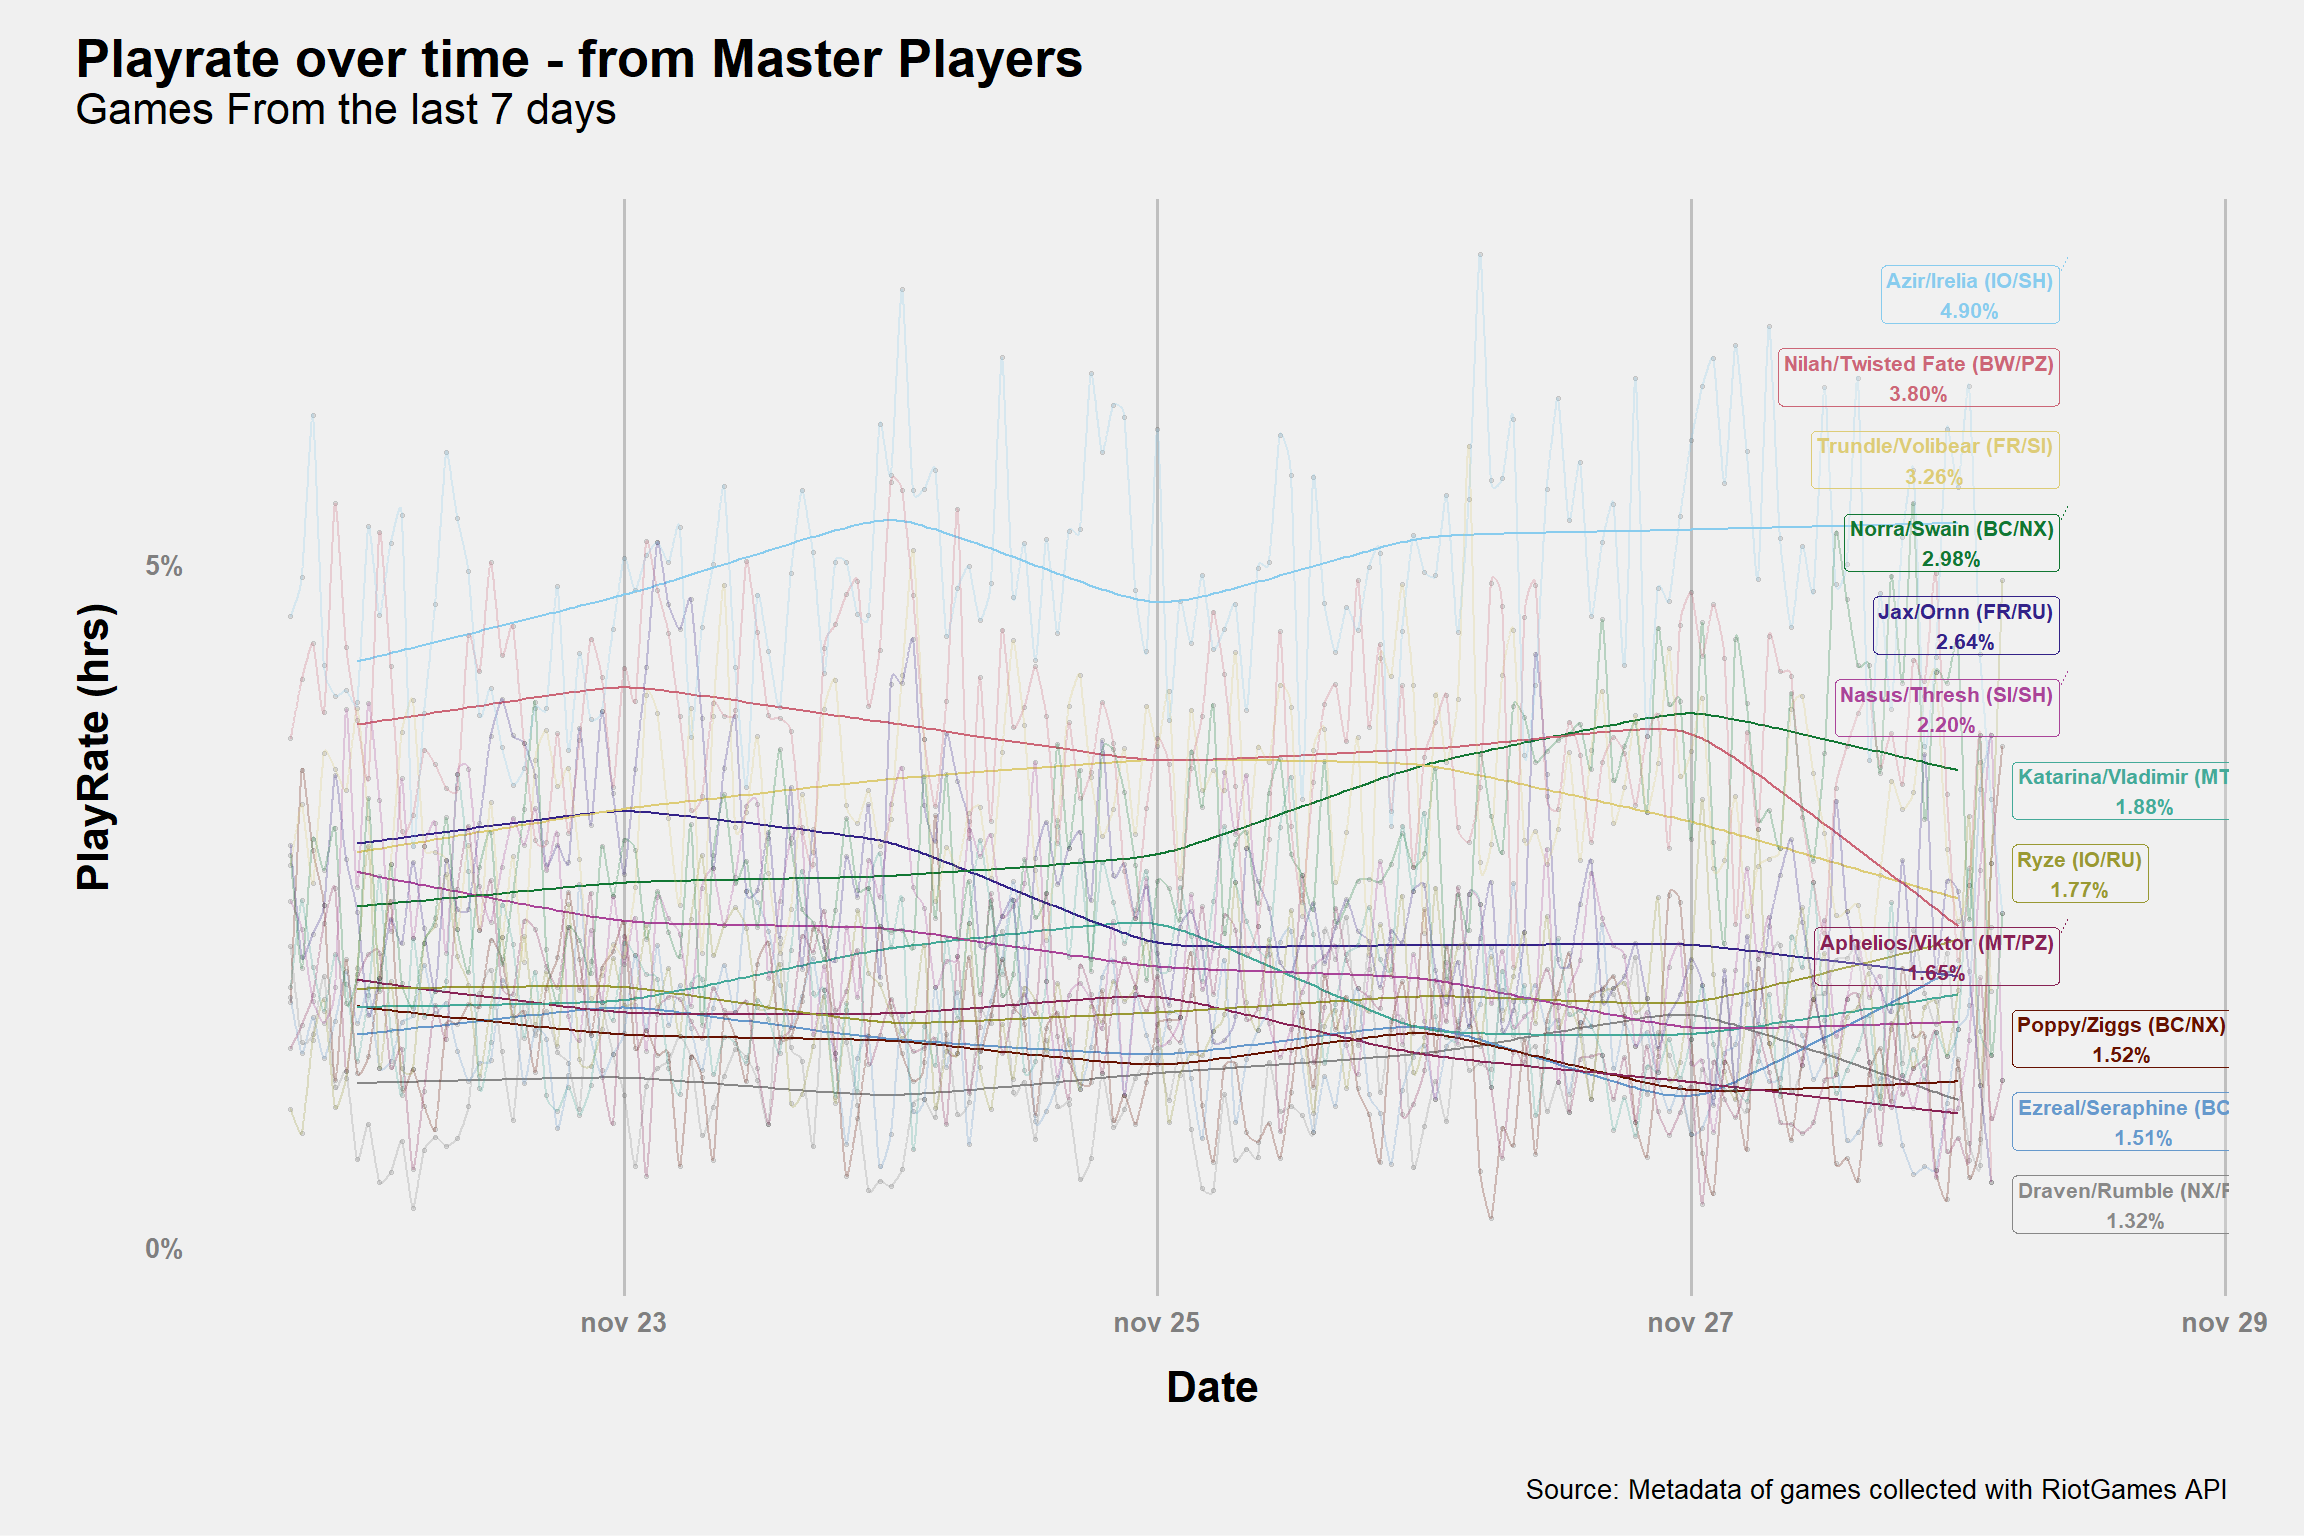 Playrate over time - from Master Players
Games From the last 7 days
PlayRate (hrs)
5%
0%
Azir/Irelia (IO/SH)
4.90%
Nilah/Twisted Fate (BW/PZ)
3.80%
Trundle/Volibear (FR/SI)
3.26%
Norra/Swain (BC/NX)
2.98%
Jax/Ornn (FR/RU)
2.64%
Nasus/Thresh (SI/SH)
2.20%
Katarina/Vladimir (MT
1.88%
Ryze (IO/RU)
1.77%
Aphelios/Viktor (MT/PZ)
1.65%
Poppy/Ziggs (BC/NX)
1.52%
Ezreal/Seraphine (BC
1.51%
Draven/Rumble (NX/
1.32%
nov 23
nov 25
nov 27
nov 29
Date
Source: Metadata of games collected with RiotGames API